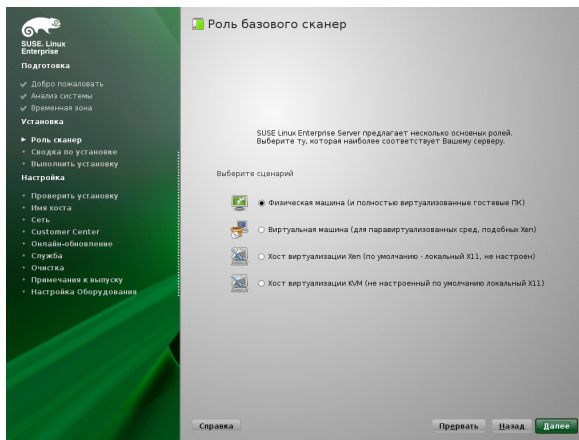 SUSE. Linux
Enterprise
Подготовка
Добро пожаловать
Анализ системы
Временная зона
Установка
Роль сканер
Сводка по установке
Выполнить установку
Настройка
Проверить установку
Имя хоста
Сеть
Customer Center
Онлайн-обновление
Служба
Очистка
Примечания к выпуску
Настройка Оборудования
Роль базового сканер
SUSE Linux Enterprise Server предлагает несколько основных ролей.
Выберите ту, которая наиболее соответствует Вашему серверу.
Выберите сценарий
Физическая машина (и полностью виртуализованные гостевые ПК)
Виртуальная машина (для паравиртуализованных сред, подобных Xen)
Хост виртуализации Xen (по умолчанию - локальный X11, не настроен)
Хост виртуализации KVM (не настроенный по умолчанию локальный X11)
Справка
Прервать
Назад
Далее